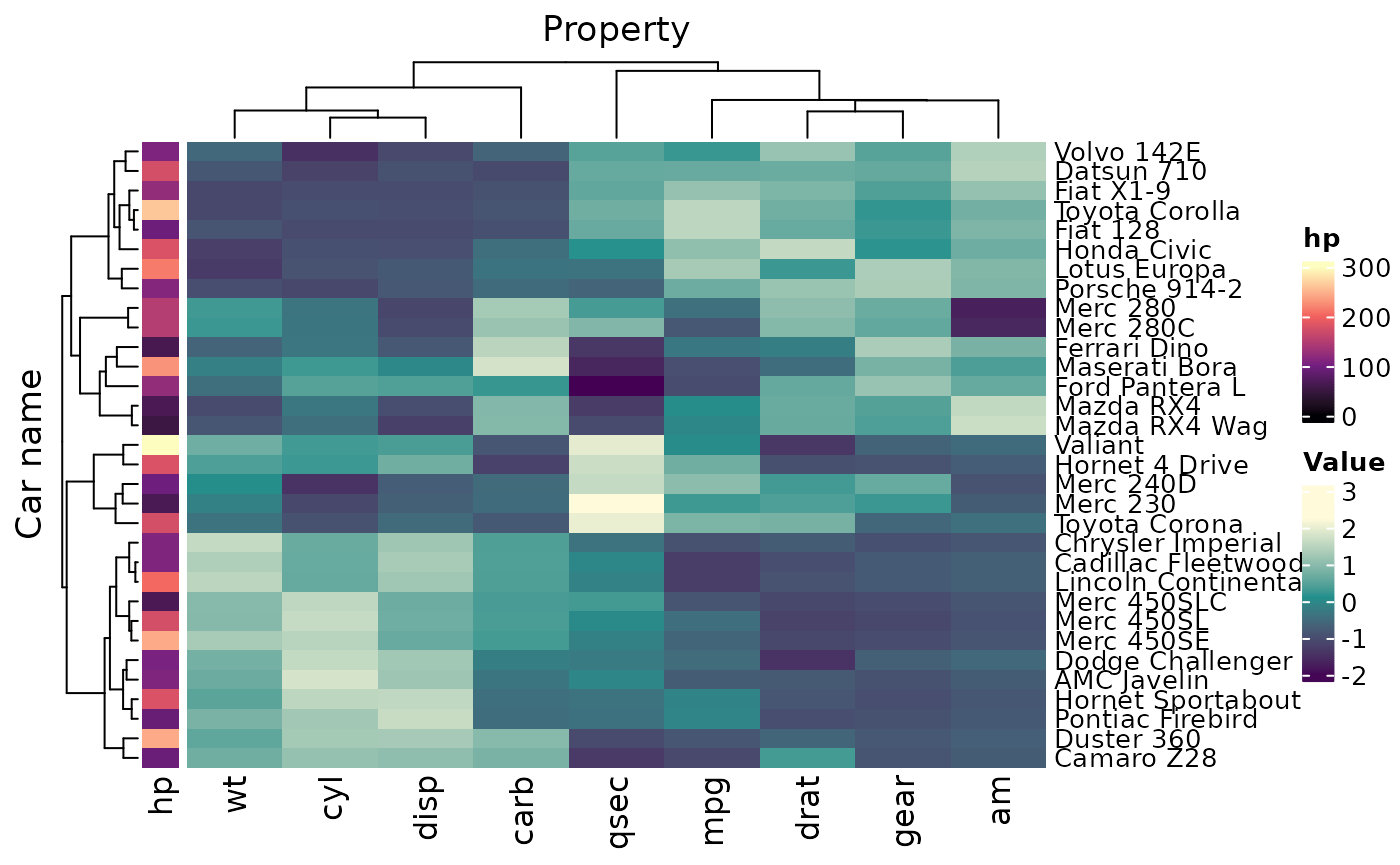 Property
Car name
Volvo 142E
Datsun 710
Fiat X1-9
Toyota Corolla
Fiat 128
Honda Civic
Lotus Europa
Porsche 914-2
Merc 280
Merc 280C
Ferrari Dino
Maserati Bora
Ford Pantera L
Mazda RX4
Mazda RX4 Wag
Valiant
Hornet 4 Drive
Merc 240D
Merc 230
Toyota Corona
Chrysler Imperial
Cadillac Fleetwood
Lincoln Continenta
Merc 450SLC
Merc 450SL
Merc 450SE
Dodge Challenger
AMC Javelin
Hornet Sportabout
Pontiac Firebird
Duster 360
Camaro Z28
hp
wt
cyl
disp
carb
qsec
mpg
drat
gear
am
hp
300
200
100
0
Value
3
2
1
0
-1
-2